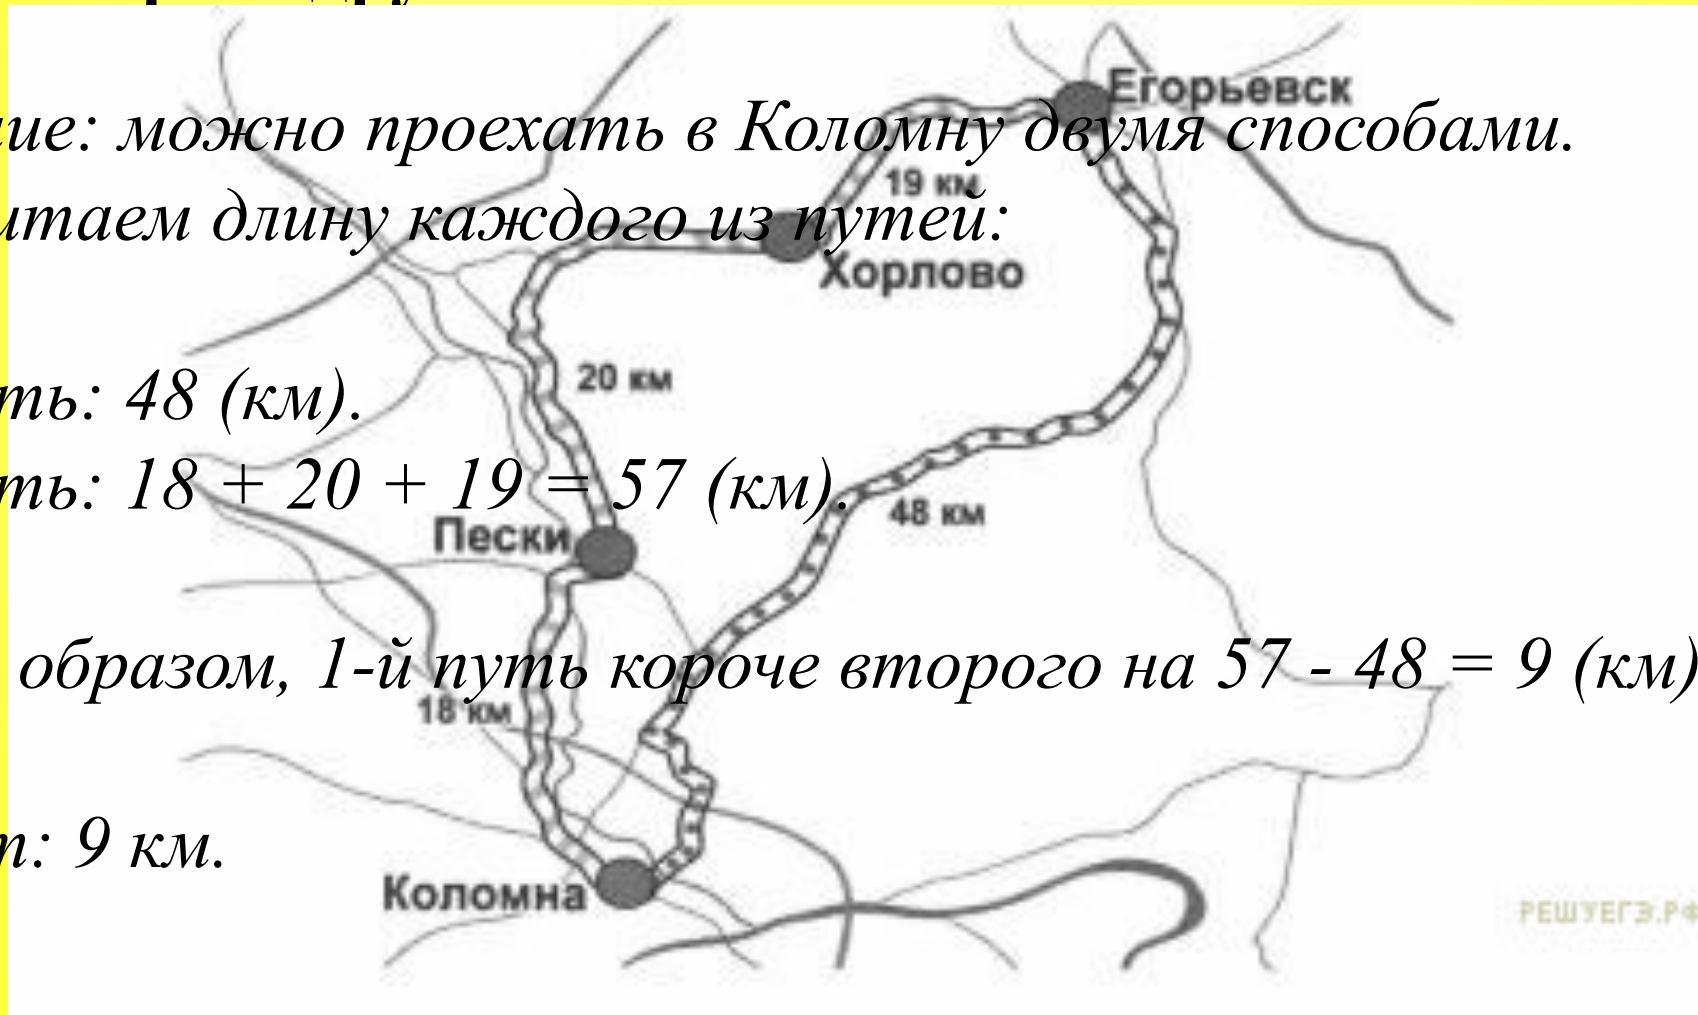 Егорьевск
ие: можно проехать в Коломну двумя способами.
19 км
итаем длину каждого из путей:
Хорлово
20 км
ть: 48 (км).
ть: 18 + 20 + 19 = 57 (км).
48 км
Пески
образом, 1-й путь короче второго на 57 - 48 = 9 (км)
18 км
т: 9 км.
Коломна
РЕШУЕГЭ.РФ